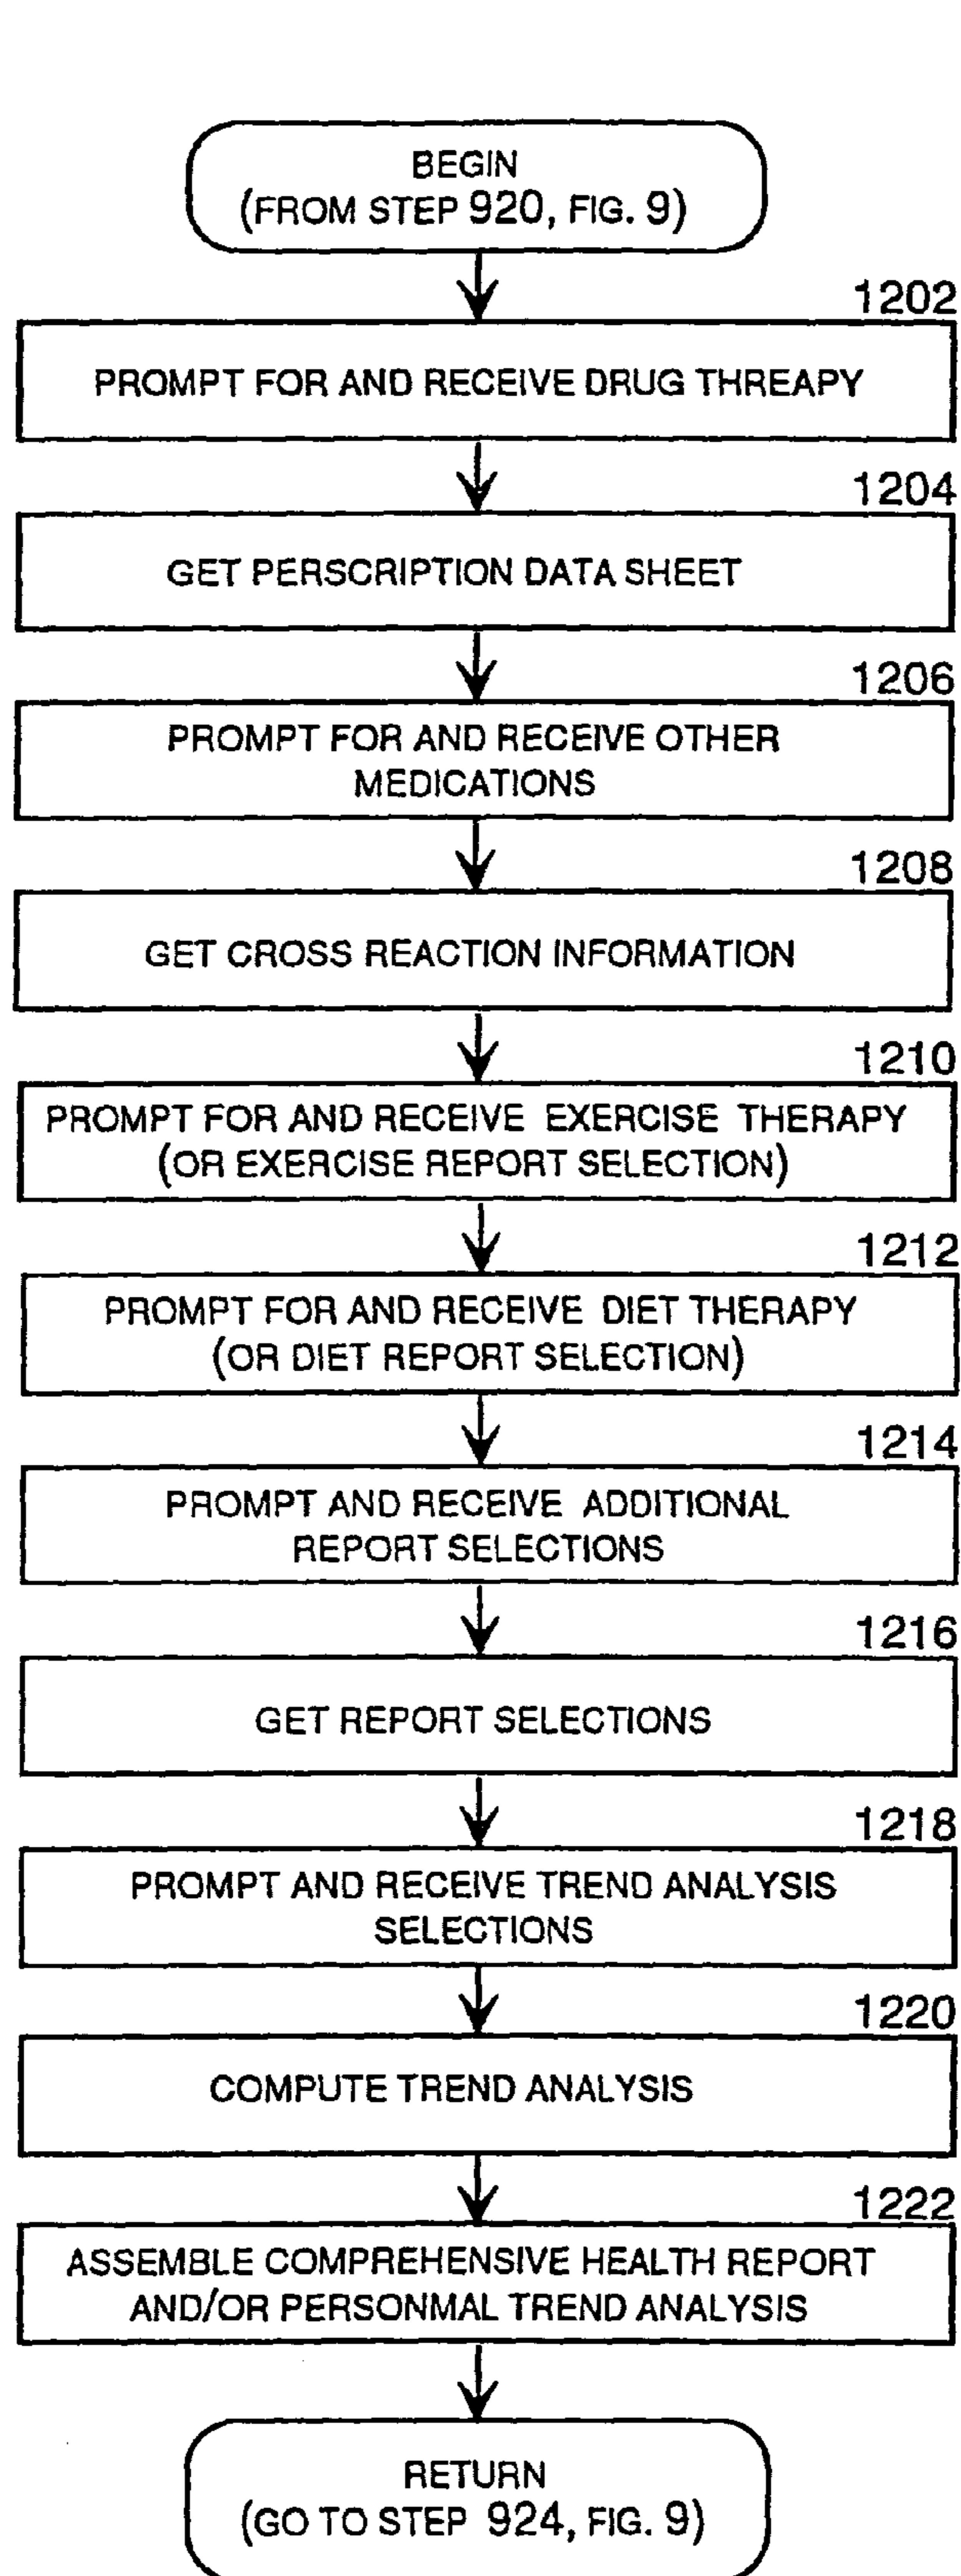 BEGIN
(FROM STEP 920, FIG. 9)
1202
PROMPT FOR AND RECEIVE DRUG THREAPY
1204
GET PERSCRIPTION DATA SHEET
1206
PROMPT FOR AND RECEIVE OTHER
MEDICATIONS
1208
GET CROSS REACTION INFORMATION
1210
PROMPT FOR AND RECEIVE EXERCISE THERAPY
(OR EXERCISE REPORT SELECTION)
1212
PROMPT FOR AND RECEIVE DIET THERAPY
(OR DIET REPORT SELECTION)
1214
PROMPT AND RECEIVE ADDITIONAL
REPORT SELECTIONS
1216
GET REPORT SELECTIONS
1218
PROMPT AND RECEIVE TREND ANALYSIS
SELECTIONS
1220
COMPUTE TREND ANALYSIS
1222
ASSEMBLE COMPREHENSIVE HEALTH REPORT
AND/OR PERSONMAL TREND ANALYSIS
RETURN
(GO TO STEP 924, FIG. 9)